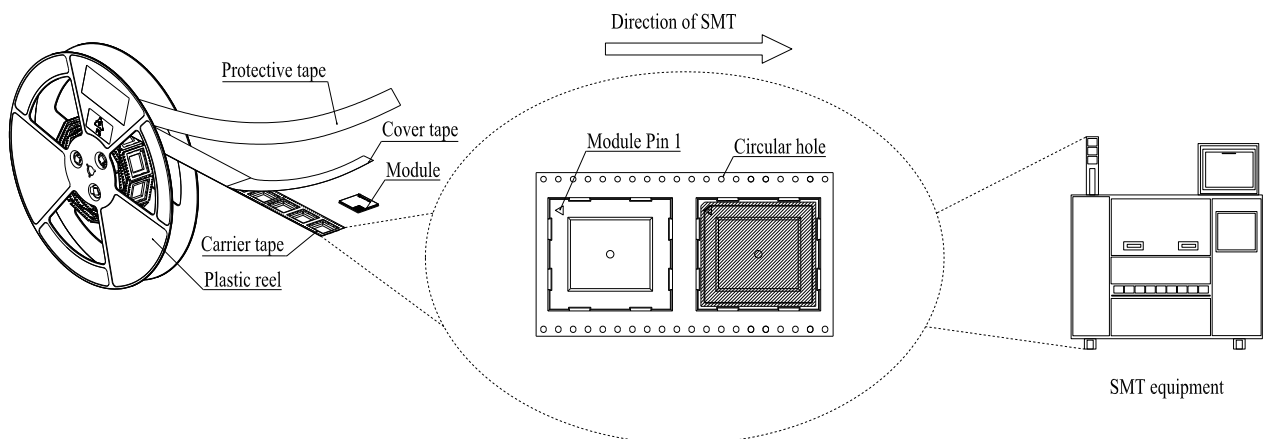 Direction of SMT
Protective tape
Cover tape
Module
Carrier tape
Plastic reel
Module Pin 1
Circular hole
SMT equipment